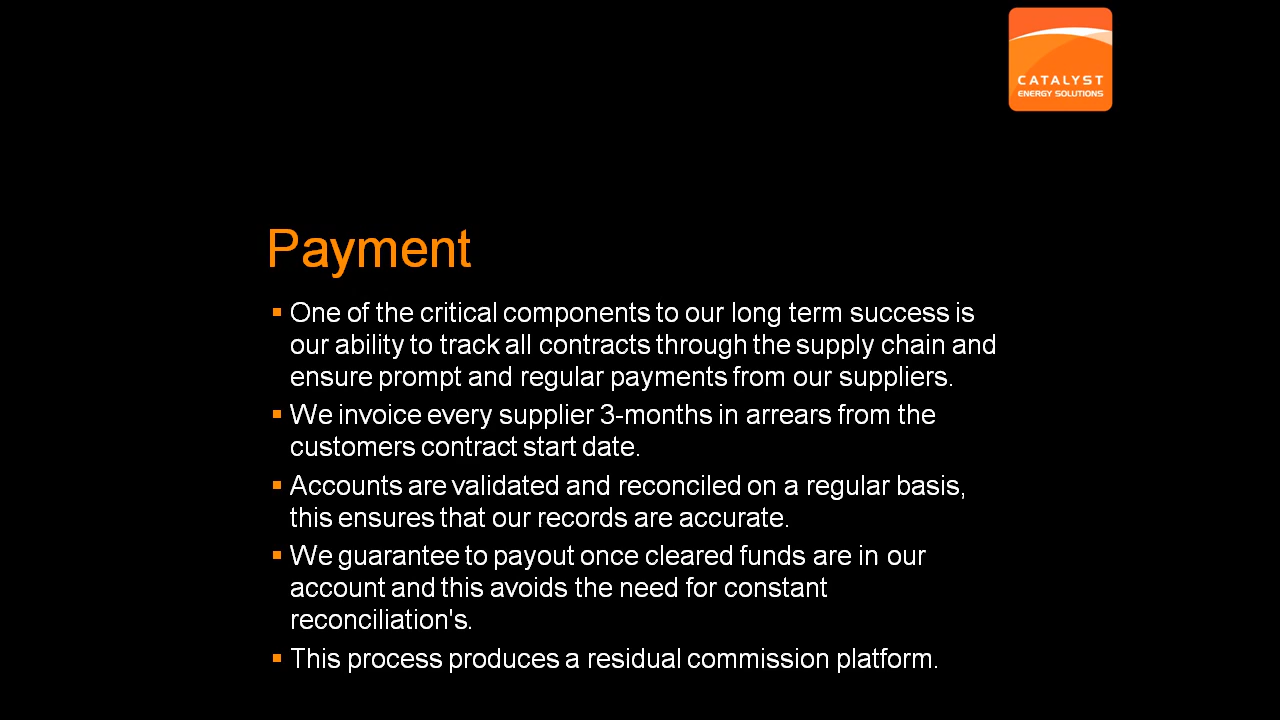 CATALYST
ENERGY SOLUTIONS
Payment
▪ One of the critical components to our long term success is
our ability to track all contracts through the supply chain and
ensure prompt and regular payments from our suppliers.
▪ We invoice every supplier 3-months in arrears from the
customers contract start date.
▪ Accounts are validated and reconciled on a regular basis,
this ensures that our records are accurate.
▪ We guarantee to payout once cleared funds are in our
account and this avoids the need for constant
reconciliation's.
▪ This process produces a residual commission platform.